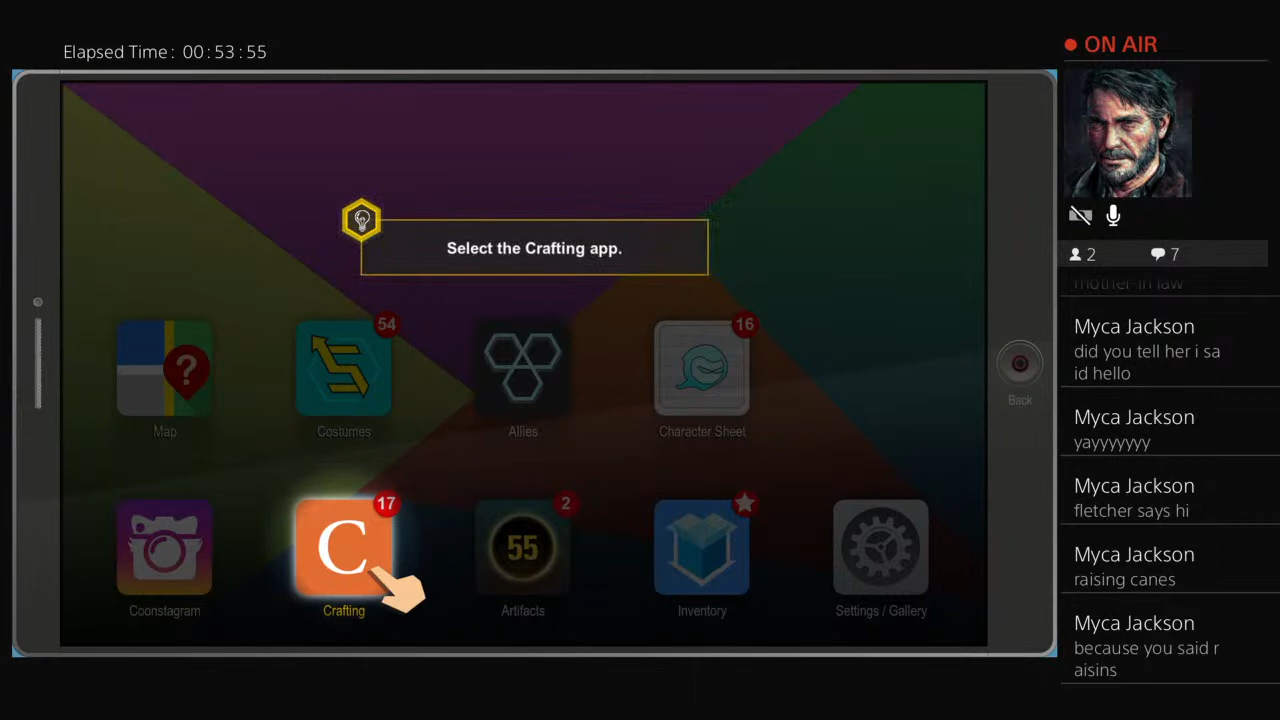 Elapsed Time: 00:53:55
ON AIR
Select the Crafting app.
54
16
Map
Costumes
Allies
Character Sheet
Back
17
2
C
55
Coonstagram
Crafting
Artifacts
Inventory
Settings / Gallery
2
7
mother-in law
Myca Jackson
did you tell her i sa
id hello
Myca Jackson
yayyyyyyy
Myca Jackson
fletcher says hi
Myca Jackson
raising canes
Myca Jackson
because you said r
aisins